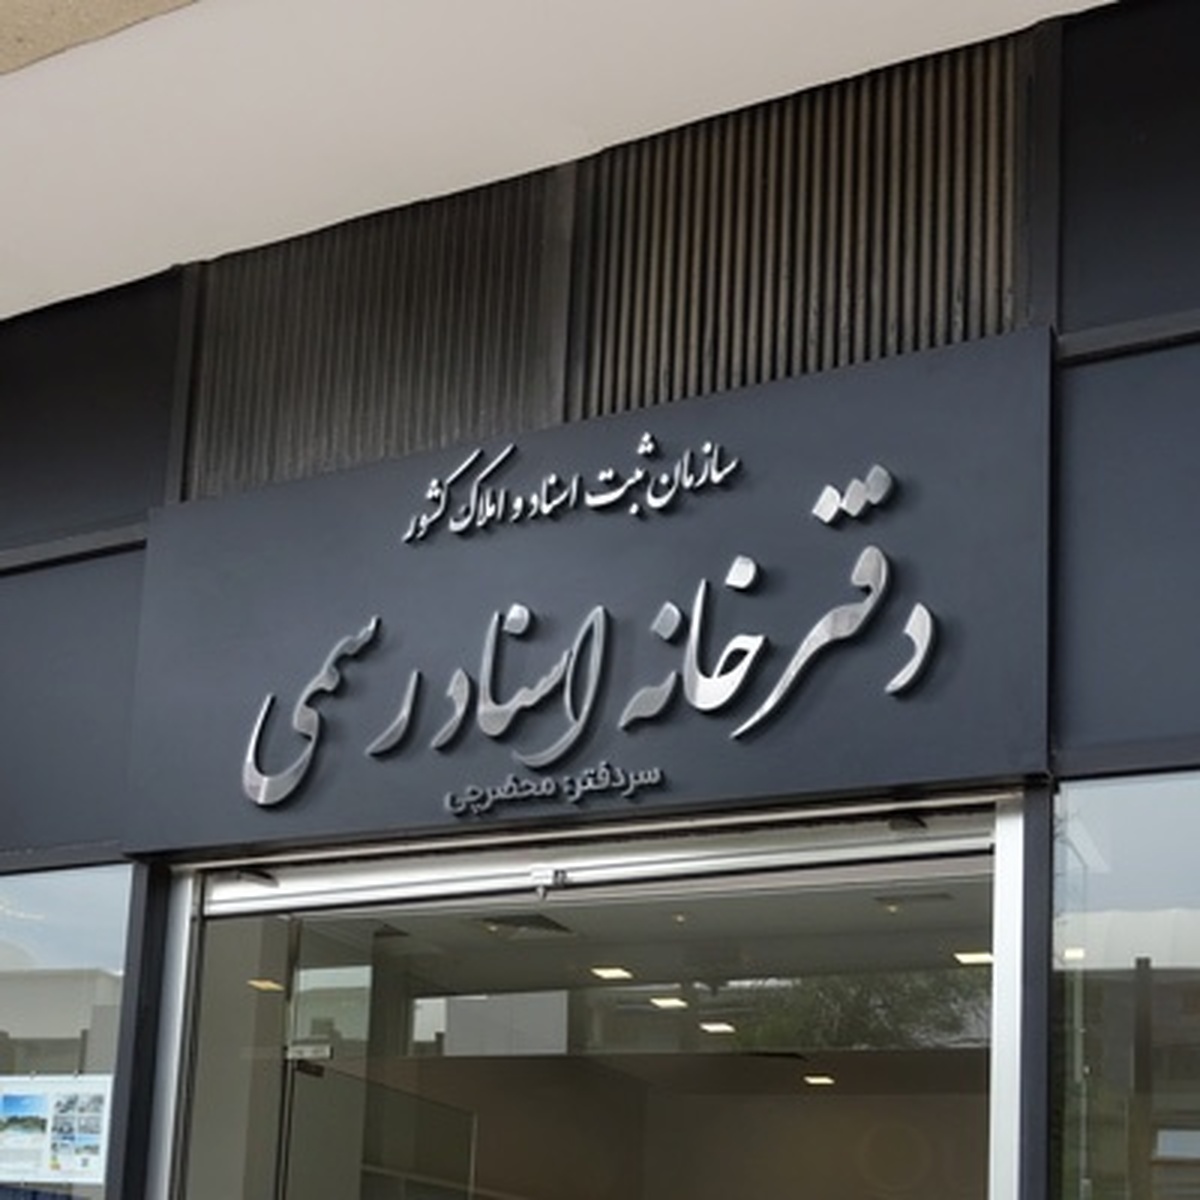 سازمان ثبت اسناد و املاک کشور
دفترخانه اسناد رسمی
سردفتر: محضرچی